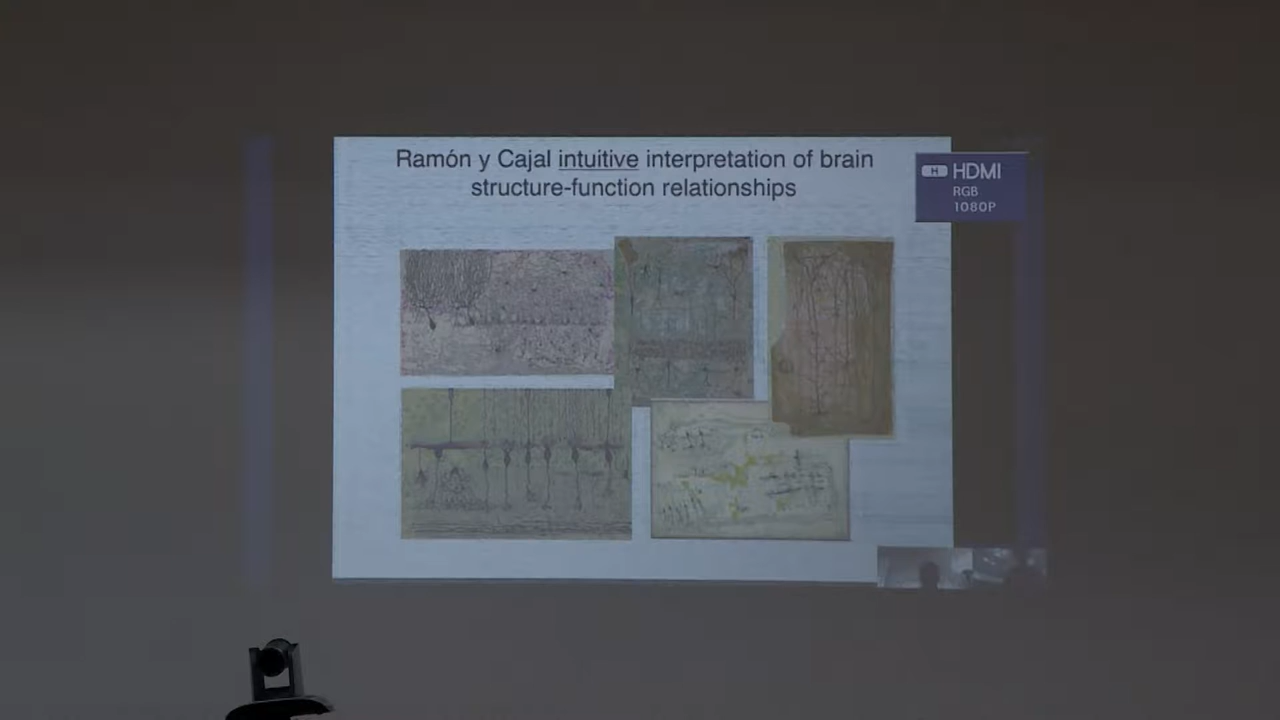 Ramón y Cajal intuitive interpretation of brain
structure-function relationships
H HDMI
RGB
1080P